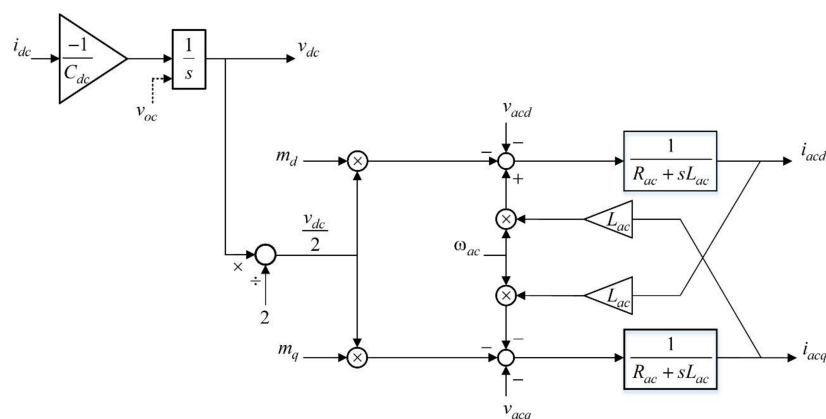 i_dc
−1
C_dc
1
s
v_dc
v_oc
v_acd
m_d
×
−
−
+
1
R_ac + sL_ac
i_acd
×
L_ac
v_dc
2
ω_ac
×
÷
2
×
L_ac
m_q
×
−
−
−
1
R_ac + sL_ac
i_acq
v_acq